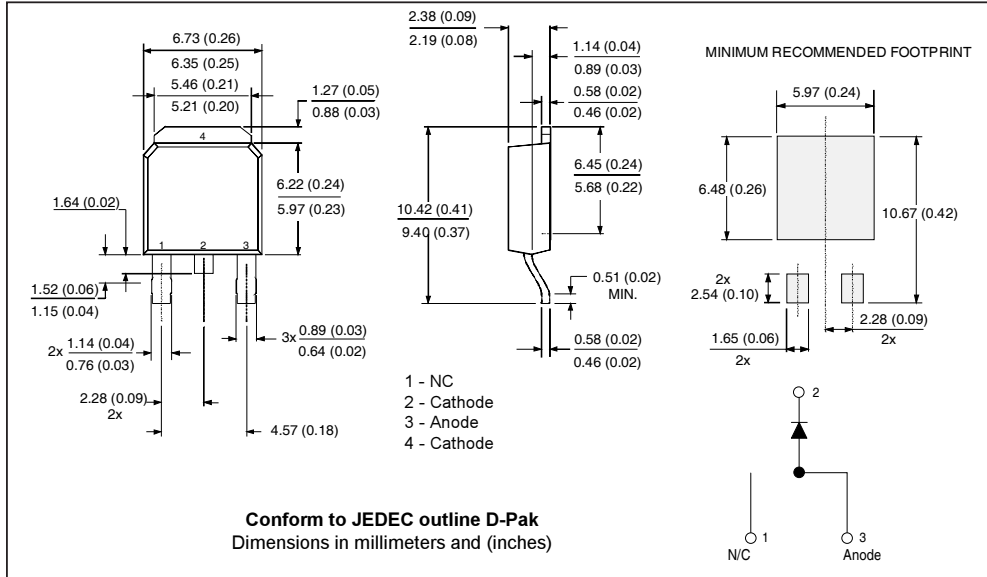 6.73 (0.26)
6.35 (0.25)
5.46 (0.21)
5.21 (0.20)
1.27 (0.05)
0.88 (0.03)
4
6.22 (0.24)
5.97 (0.23)
1.64 (0.02)
1 2 3
1.52 (0.06)
1.15 (0.04)
2x 1.14 (0.04)
0.76 (0.03)
3x 0.89 (0.03)
0.64 (0.02)
2.28 (0.09)
2x
4.57 (0.18)
2.38 (0.09)
2.19 (0.08)
1.14 (0.04)
0.89 (0.03)
0.58 (0.02)
0.46 (0.02)
6.45 (0.24)
5.68 (0.22)
10.42 (0.41)
9.40 (0.37)
0.51 (0.02)
MIN.
0.58 (0.02)
0.46 (0.02)
1 - NC
2 - Cathode
3 - Anode
4 - Cathode
MINIMUM RECOMMENDED FOOTPRINT
5.97 (0.24)
6.48 (0.26)
10.67 (0.42)
2x
2.54 (0.10)
2.28 (0.09)
2x
1.65 (0.06)
2x
2
1
N/C
3
Anode
Conform to JEDEC outline D-Pak
Dimensions in millimeters and (inches)